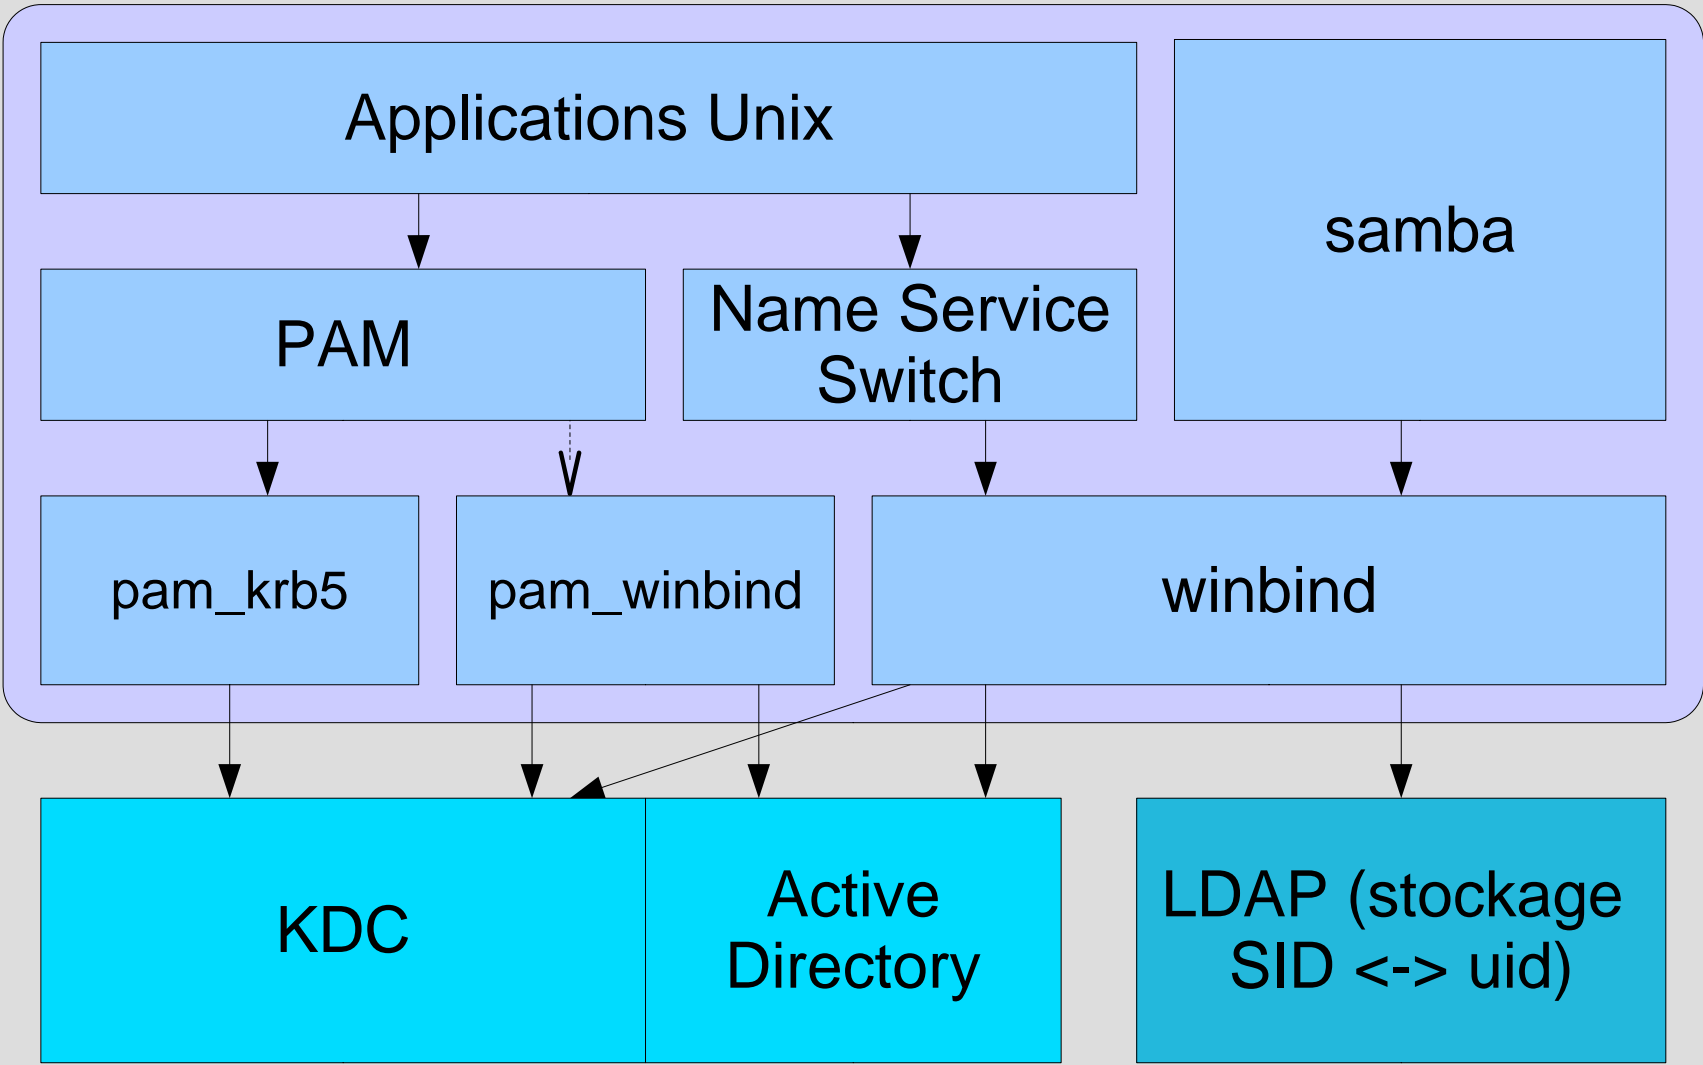 Applications Unix
samba
PAM
Name Service
Switch
pam_krb5
pam_winbind
winbind
KDC
Active
Directory
LDAP (stockage
SID <-> uid)